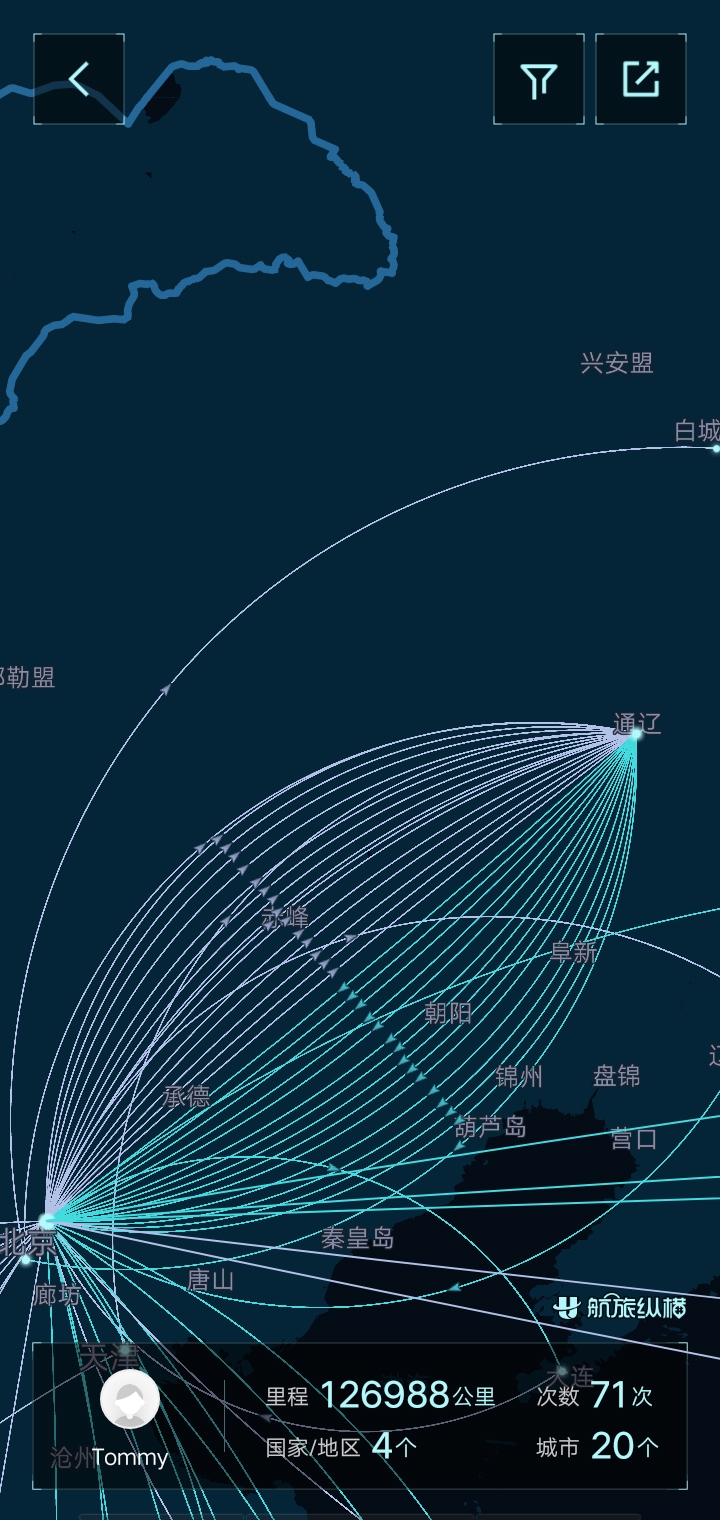 兴安盟
白城
勒盟
通辽
赤峰
阜新
朝阳
锦州
盘锦
承德
葫芦岛
营口
北京
秦皇岛
唐山
廊坊
航旅纵横
天津
大连
里程 126988公里
次数 71次
国家/地区 4个
城市 20个
沧州
Tommy